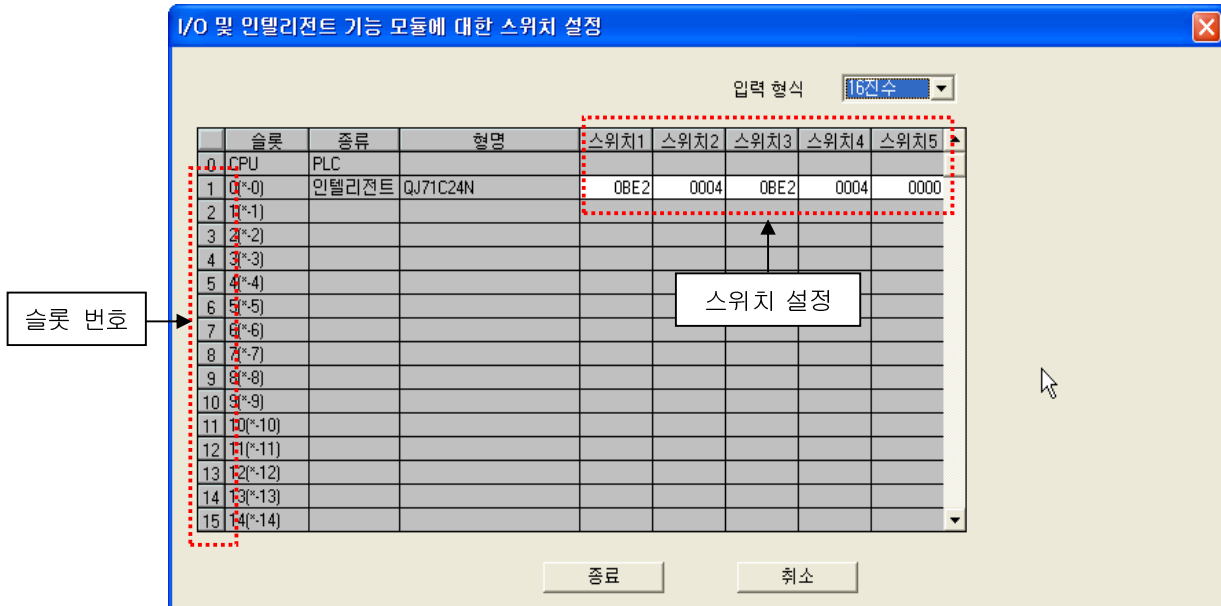 I/O 및 인텔리전트 기능 모듈에 대한 스위치 설정
입력 형식 16진수
슬롯 종류 형명 스위치1 스위치2 스위치3 스위치4 스위치5
0 CPU PLC
1 0(*-0) 인텔리전트 QJ71C24N 0BE2 0004 0BE2 0004 0000
2 1(*-1)
3 2(*-2)
4 3(*-3)
5 4(*-4)
6 5(*-5)
7 6(*-6)
8 7(*-7)
9 8(*-8)
10 9(*-9)
11 10(*-10)
12 11(*-11)
13 12(*-12)
14 13(*-13)
15 14(*-14)
스위치 설정
슬롯 번호
종료 취소